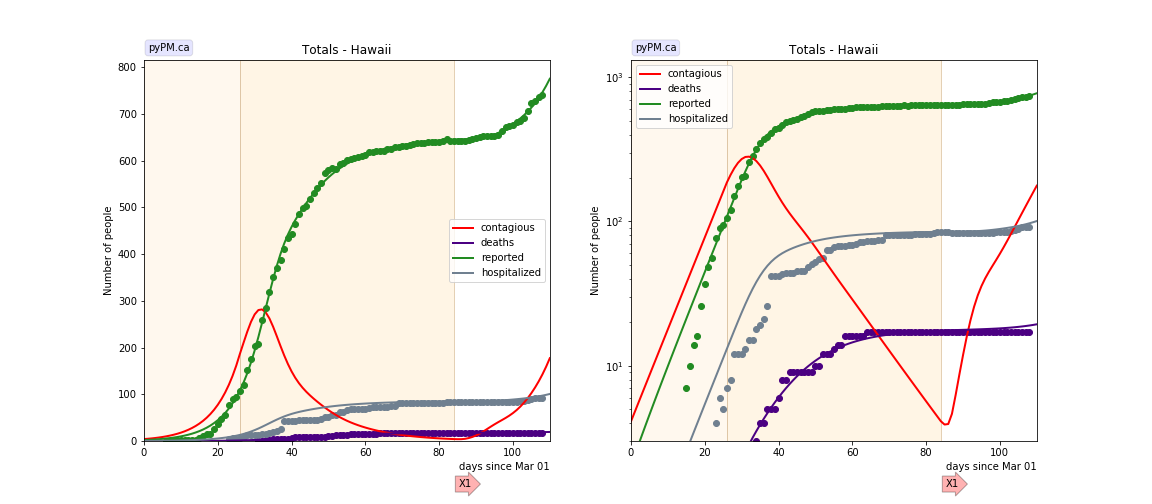 pyPM.ca
Totals - Hawaii
Number of people
800
700
600
500
400
300
200
100
0
contagious
deaths
reported
hospitalized
0 20 40 60 80 100
days since Mar 01
X1
pyPM.ca
Totals - Hawaii
Number of people
10³
10²
10¹
contagious
deaths
reported
hospitalized
0 20 40 60 80 100
days since Mar 01
X1